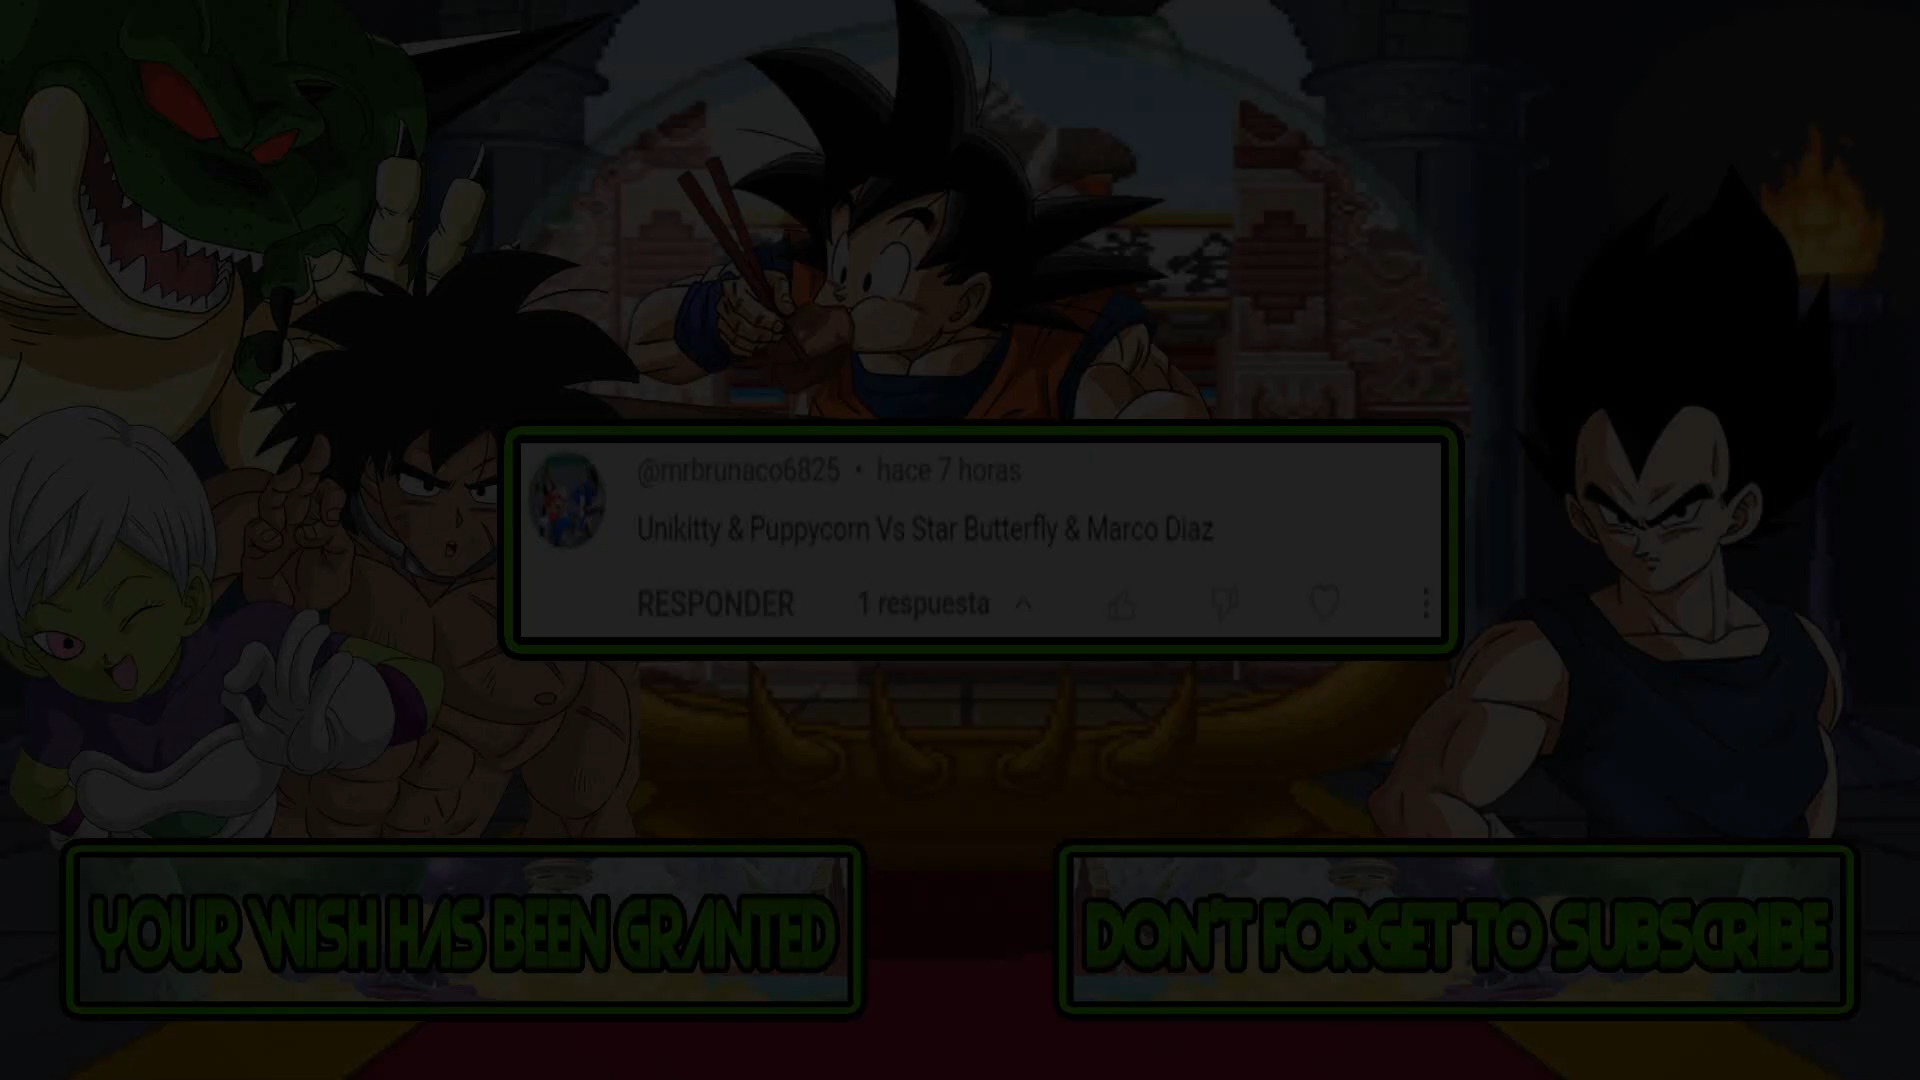 @mrbrunaco6825 • hace 7 horas
Unikitty & Puppycorn Vs Star Butterfly & Marco Diaz
RESPONDER 1 respuesta
YOUR WISH HAS BEEN GRANTED
DON'T FORGET TO SUBSCRIBE